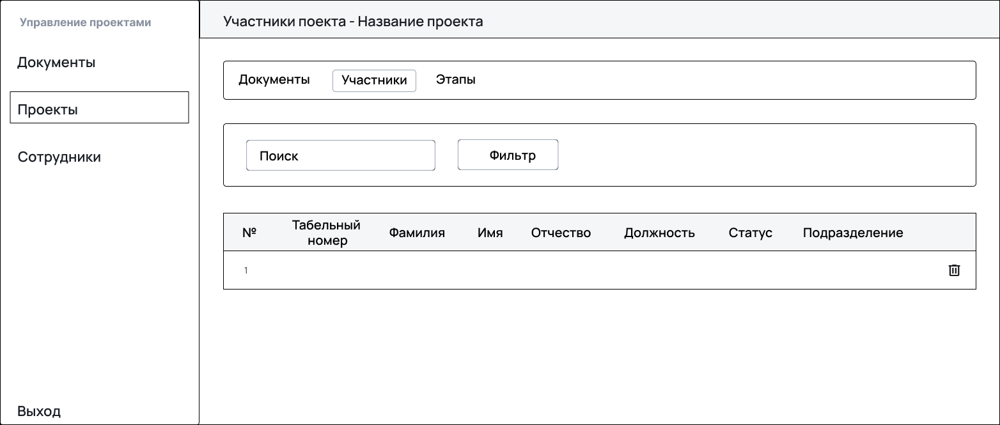 Управление проектами
Документы
Проекты
Сотрудники
Выход
Участники поекта - Название проекта
Документы Участники Этапы
Поиск Фильтр
№ Табельный номер Фамилия Имя Отчество Должность Статус Подразделение
1